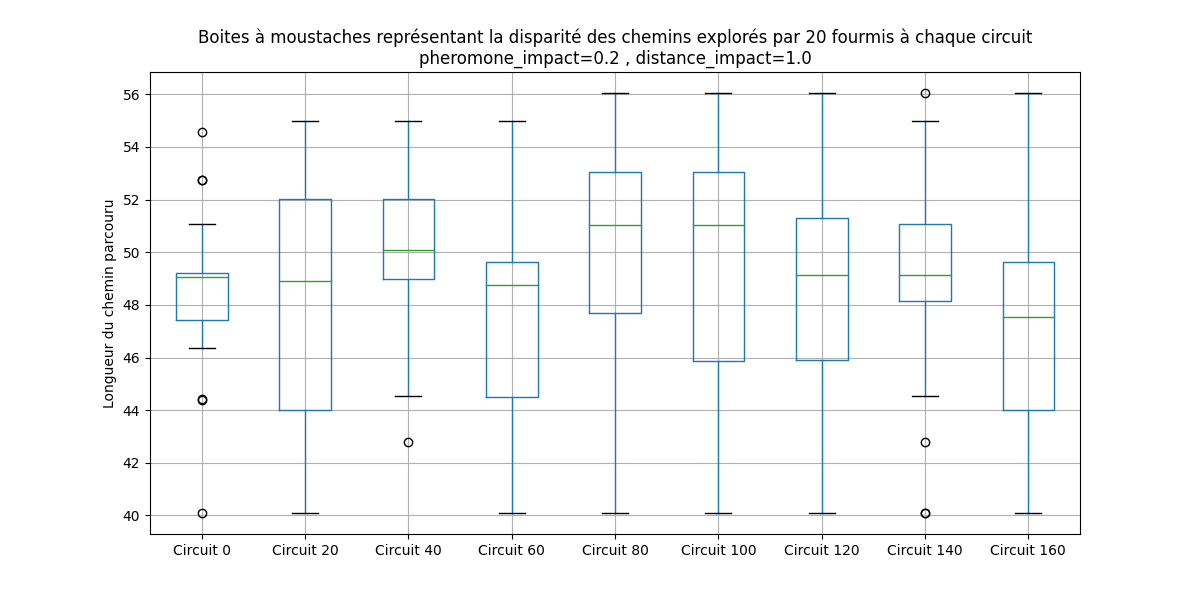 Boites à moustaches représentant la disparité des chemins explorés par 20 fourmis à chaque circuit
pheromone_impact=0.2 , distance_impact=1.0
Longueur du chemin parcouru
56
54
52
50
48
46
44
42
40
Circuit 0
Circuit 20
Circuit 40
Circuit 60
Circuit 80
Circuit 100
Circuit 120
Circuit 140
Circuit 160